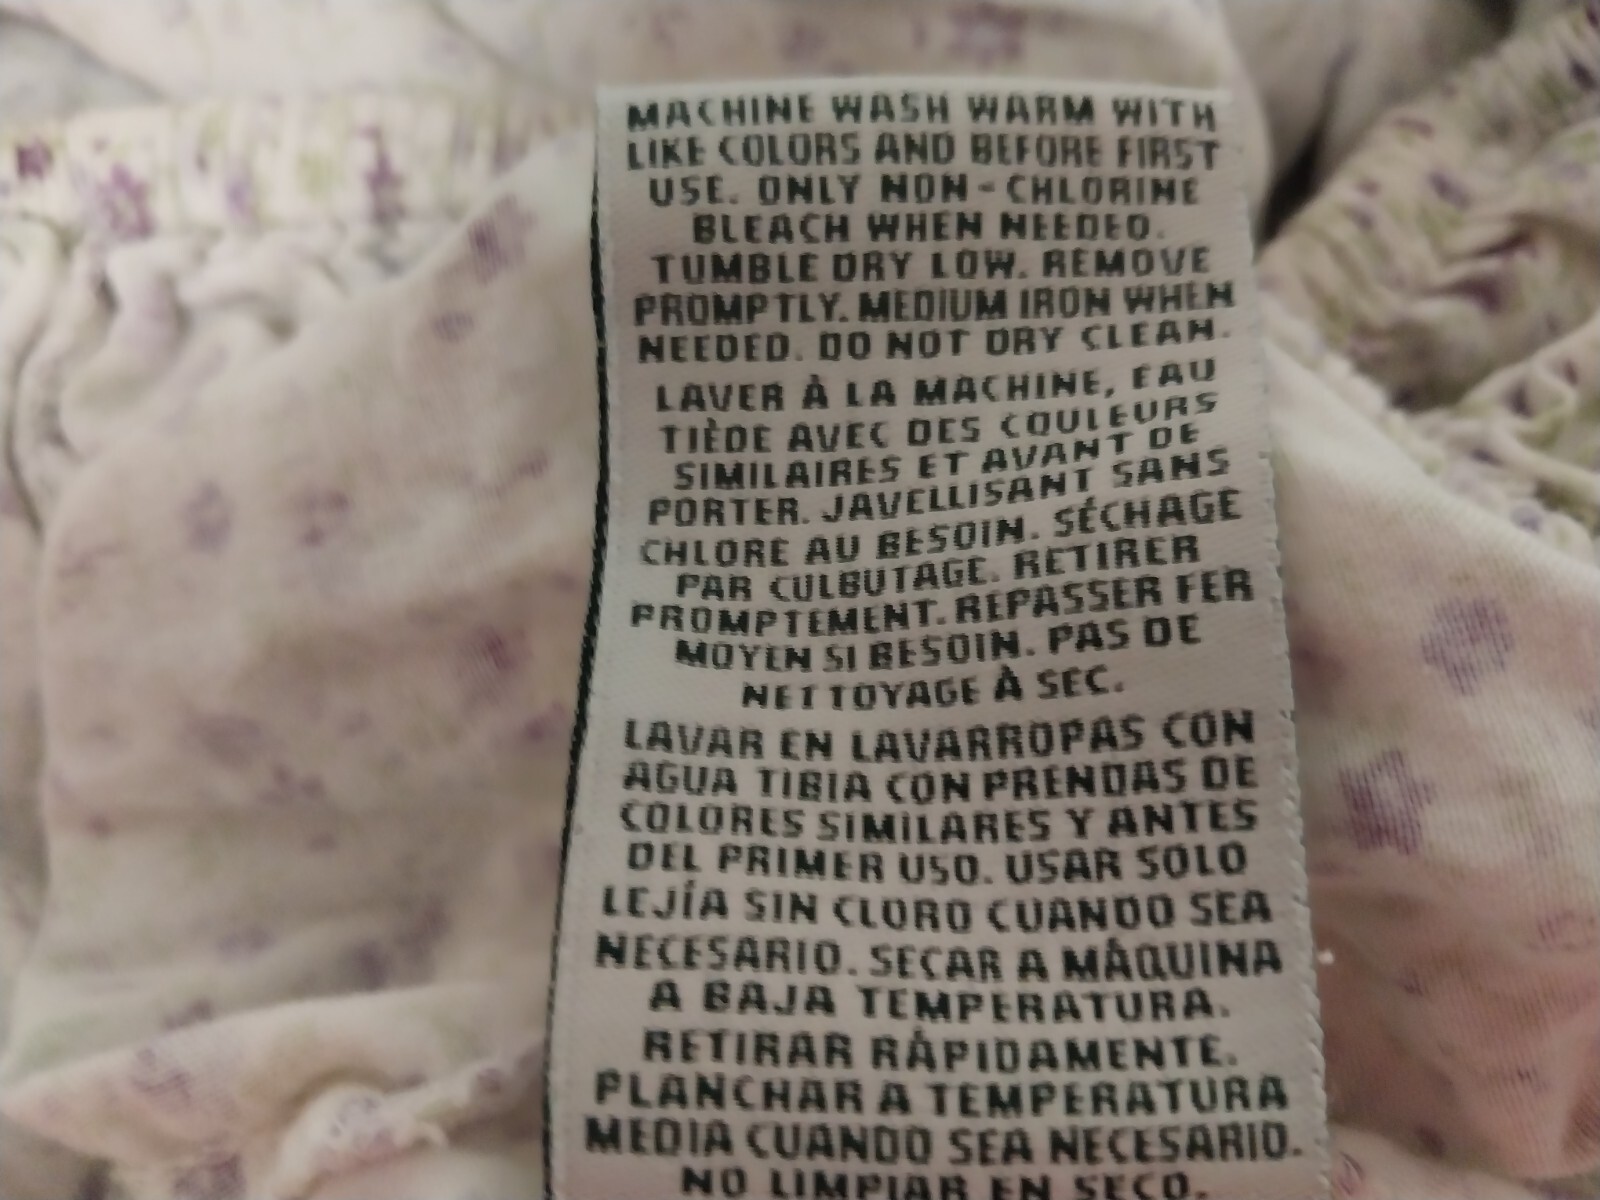 MACHINE WASH WARM WITH
LIKE COLORS AND BEFORE FIRST
USE. ONLY NON-CHLORINE
BLEACH WHEN NEEDED.
TUMBLE DRY LOW. REMOVE
PROMPTLY. MEDIUM IRON WHEN
NEEDED. DO NOT DRY CLEAN.
LAVER À LA MACHINE, EAU
TIÈDE AVEC DES COULEURS
SIMILAIRES ET AVANT DE
PORTER. JAVELLISANT SANS
CHLORE AU BESOIN. SÉCHAGE
PAR CULBUTAGE. RETIRER
PROMPTEMENT. REPASSER FER
MOYEN SI BESOIN. PAS DE
NETTOYAGE À SEC.
LAVAR EN LAVARROPAS CON
AGUA TIBIA CON PRENDAS DE
COLORES SIMILARES Y ANTES
DEL PRIMER USO. USAR SOLO
LEJÍA SIN CLORO CUANDO SEA
NECESARIO. SECAR A MÁQUINA
A BAJA TEMPERATURA.
RETIRAR RÁPIDAMENTE.
PLANCHAR A TEMPERATURA
MEDIA CUANDO SEA NECESARIO.
NO LIMPIAR EN SECO.